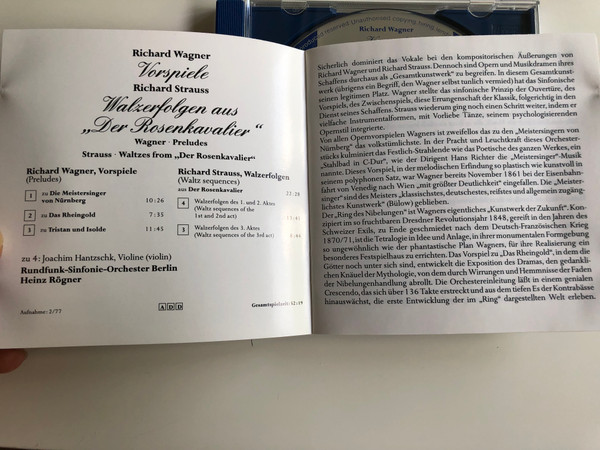 reserved Unauthorised copying
Richard Wagner
Richard Wagner
Vorspiele
Richard Strauss
Walzerfolgen aus
„Der Rosenkavalier“
Wagner · Preludes
Strauss · Waltzes from „Der Rosenkavalier“
Richard Wagner, Vorspiele
(Preludes)
1 zu Die Meistersinger
von Nürnberg 10:26
2 zu Das Rheingold 7:35
3 zu Tristan und Isolde 11:45
Richard Strauss, Walzerfolgen
(Waltz sequences)
aus Der Rosenkavalier
4 Walzerfolgen des 1. und 2. Aktes
(Waltz sequences of the
1st and 2nd act)
Walzerfolgen des 3. Aktes
(Waltz sequences of the 3rd act)
zu 4: Joachim Hantzschk, Violine (violin)
Rundfunk-Sinfonie-Orchester Berlin
Heinz Rögner
Aufnahme: 2/77
ADD
Gesamtspielzeit:
Sicherlich dominiert das Vokale bei den kompositorischen Äußerungen von
Richard Wagner und Richard Strauss. Dennoch sind Opern und Musikdramen ihres
Schaffens durchaus als „Gesamtkunstwerk“ zu begreifen. In diesem Gesamtkunst-
werk (übrigens ein Begriff, den Wagner selbst tunlich vermied) hat das Sinfonische
seinen legitimen Platz. Wagner stellte das sinfonische Prinzip der Ouvertüre, des
Vorspiels, des Zwischenspiels, diese Errungenschaft der Klassik, folgerichtig in den
Dienst seines Schaffens. Strauss wiederum ging noch einen Schritt weiter, indem er
vielfache Instrumentalformen, mit Vorliebe Tänze, seinem psychologisierenden
Opernstil integrierte.
Von allen Opernvorspielen Wagners ist zweifellos das zu den „Meistersingern von
Nürnberg“ das volkstümlichste. In der Pracht und Leuchtkraft dieses Orchester-
stücks kulminiert das Festlich-Strahlende wie das Poetische des ganzen Werkes, ein
„Stahlbad in C-Dur“, wie der Dirigent Hans Richter die „Meistersinger“-Musik
nannte. Dieses Vorspiel, in der melodischen Erfindung so plastisch wie kunstvoll in
seinem polyphonen Satz, war Wagner bereits November 1861 bei der Eisenbahn-
fahrt von Venedig nach Wien „mit größter Deutlichkeit“ eingefallen. Die „Meister-
singer“ sind des Meisters „klassischstes, deutschestes, reifstes und allgemein zugäng-
lichstes Kunstwerk“ (Bülow) geblieben.
Der „Ring des Nibelungen“ ist Wagners eigentliches „Kunstwerk der Zukunft“. Kon-
zipiert im so fruchtbaren Dresdner Revolutionsjahr 1848, gereift in den Jahren des
Schweizer Exils, zu Ende geschmiedet nach dem Deutsch-Französischen Krieg
1870/71, ist die Tetralogie in Idee und Anlage, in ihrer monumentalen Formgebung
so ungewöhnlich wie der phantastische Plan Wagners, für ihre Realisierung ein
besonderes Festspielhaus zu errichten. Das Vorspiel zu „Das Rheingold“, in dem die
Götter noch unter sich sind, entwickelt die Exposition des Dramas, den gedankli-
chen Knäuel der Mythologie, von dem durch Wirrungen und Hemmnisse der Faden
der Nibelungenhandlung abrollt. Die Orchestereinleitung läßt in einem genialen
Crescendo, das sich über 136 Takte erstreckt und aus dem tiefen Es der Kontrabässe
hinauswächst, die erste Entwicklung der im „Ring“ dargestellten Welt erleben.